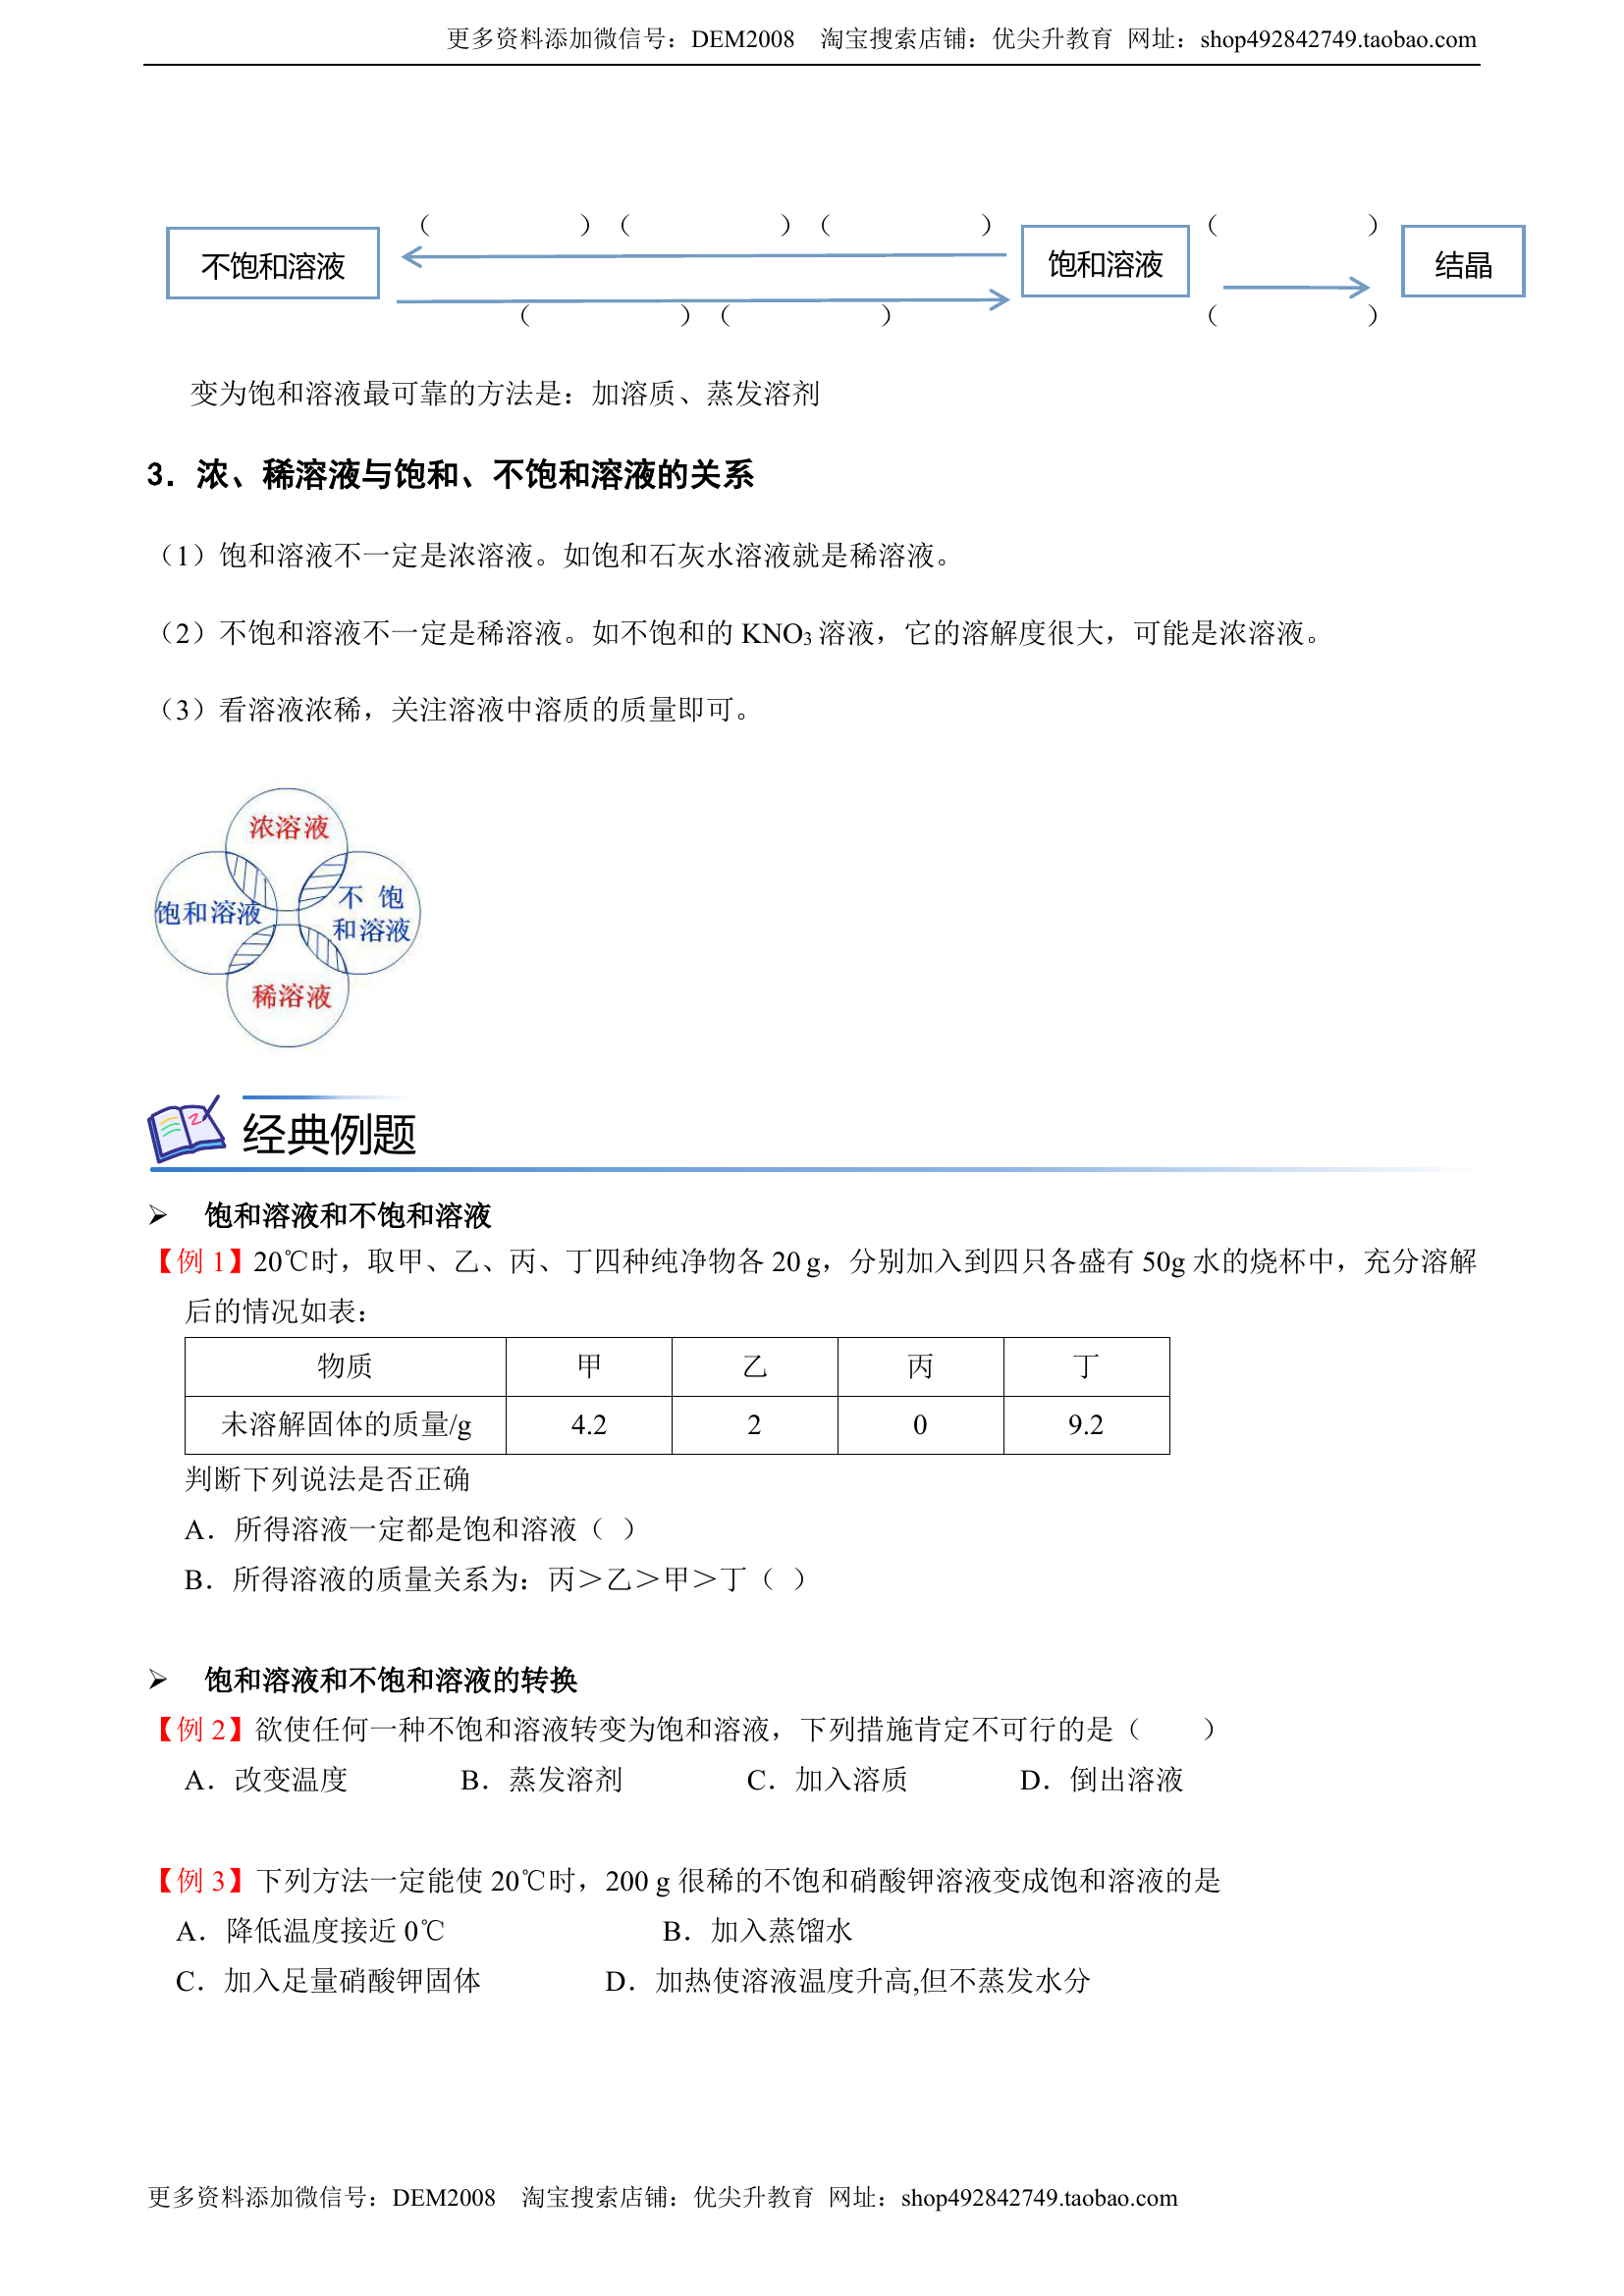 更多资料添加微信号：DEM2008 淘宝搜索店铺：优尖升教育 网址：shop492842749.taobao.com
（ ）（ ）（ ） （ ）
不饱和溶液 饱和溶液 结晶
（ ）（ ） （ ）
变为饱和溶液最可靠的方法是：加溶质、蒸发溶剂
3．浓、稀溶液与饱和、不饱和溶液的关系
（1）饱和溶液不一定是浓溶液。如饱和石灰水溶液就是稀溶液。
（2）不饱和溶液不一定是稀溶液。如不饱和的 KNO₃ 溶液，它的溶解度很大，可能是浓溶液。
（3）看溶液浓稀，关注溶液中溶质的质量即可。
浓溶液
饱和溶液
不 饱
和溶液
稀溶液
经典例题
➢ 饱和溶液和不饱和溶液
【例 1】20℃时，取甲、乙、丙、丁四种纯净物各 20 g，分别加入到四只各盛有 50g 水的烧杯中，充分溶解
后的情况如表：
物质 甲 乙 丙 丁
未溶解固体的质量/g 4.2 2 0 9.2
判断下列说法是否正确
A．所得溶液一定都是饱和溶液（ ）
B．所得溶液的质量关系为：丙＞乙＞甲＞丁（ ）
➢ 饱和溶液和不饱和溶液的转换
【例 2】欲使任何一种不饱和溶液转变为饱和溶液，下列措施肯定不可行的是（ ）
A．改变温度 B．蒸发溶剂 C．加入溶质 D．倒出溶液
【例 3】下列方法一定能使 20℃时，200 g 很稀的不饱和硝酸钾溶液变成饱和溶液的是
A．降低温度接近 0℃ B．加入蒸馏水
C．加入足量硝酸钾固体 D．加热使溶液温度升高,但不蒸发水分
更多资料添加微信号：DEM2008 淘宝搜索店铺：优尖升教育 网址：shop492842749.taobao.com